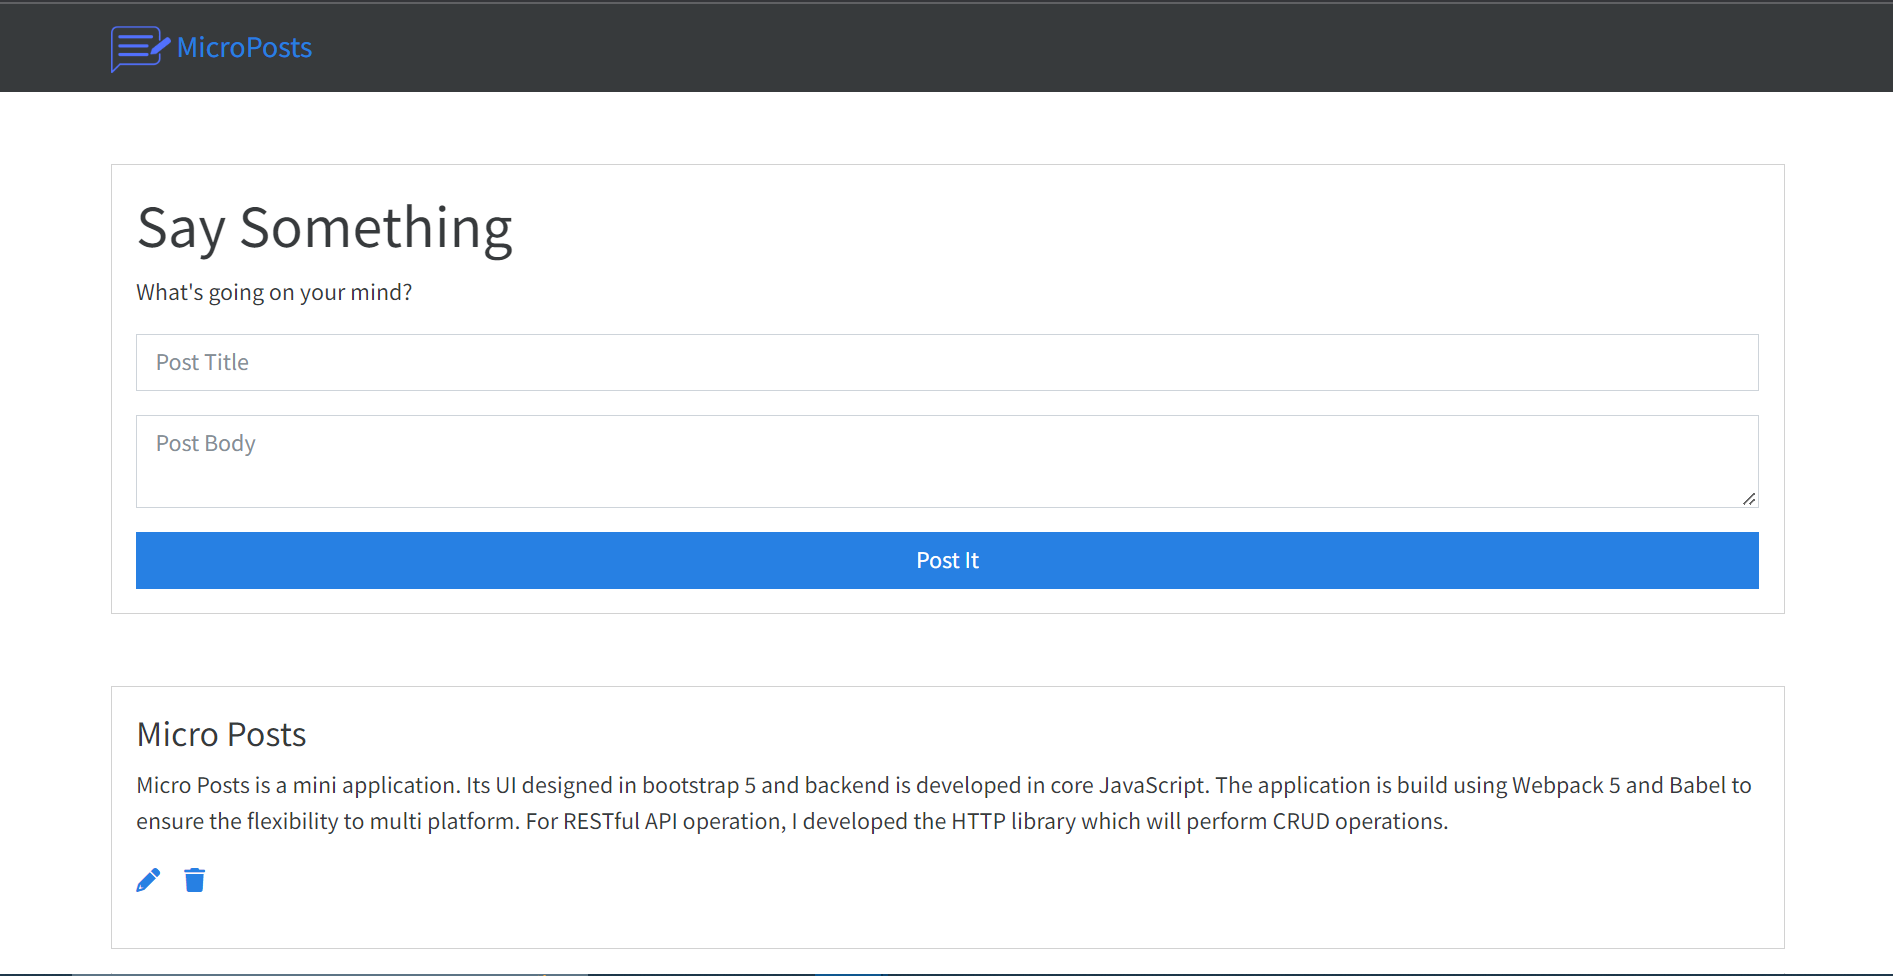 MicroPosts
Say Something
What's going on your mind?
Post Title
Post Body
Post It
Micro Posts
Micro Posts is a mini application. Its UI designed in bootstrap 5 and backend is developed in core JavaScript. The application is build using Webpack 5 and Babel to
ensure the flexibility to multi platform. For RESTful API operation, I developed the HTTP library which will perform CRUD operations.